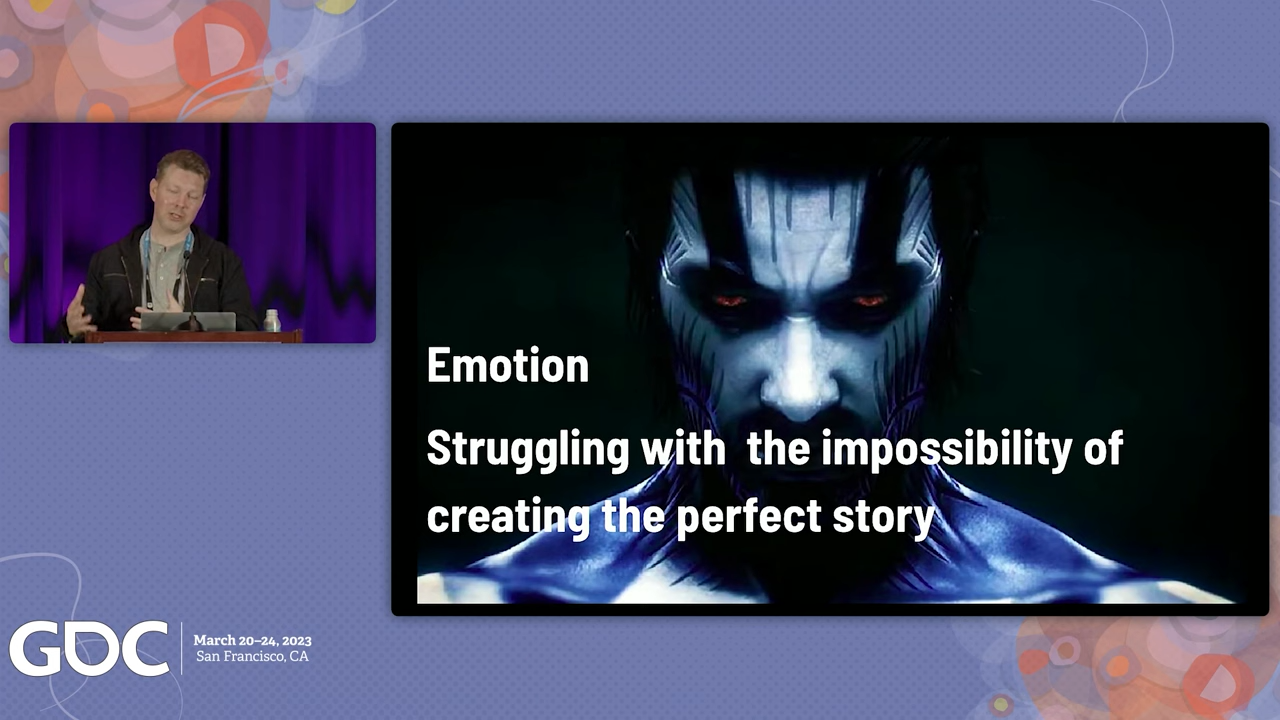 Emotion
Struggling with the impossibility of
creating the perfect story
GDC
March 20–24, 2023
San Francisco, CA